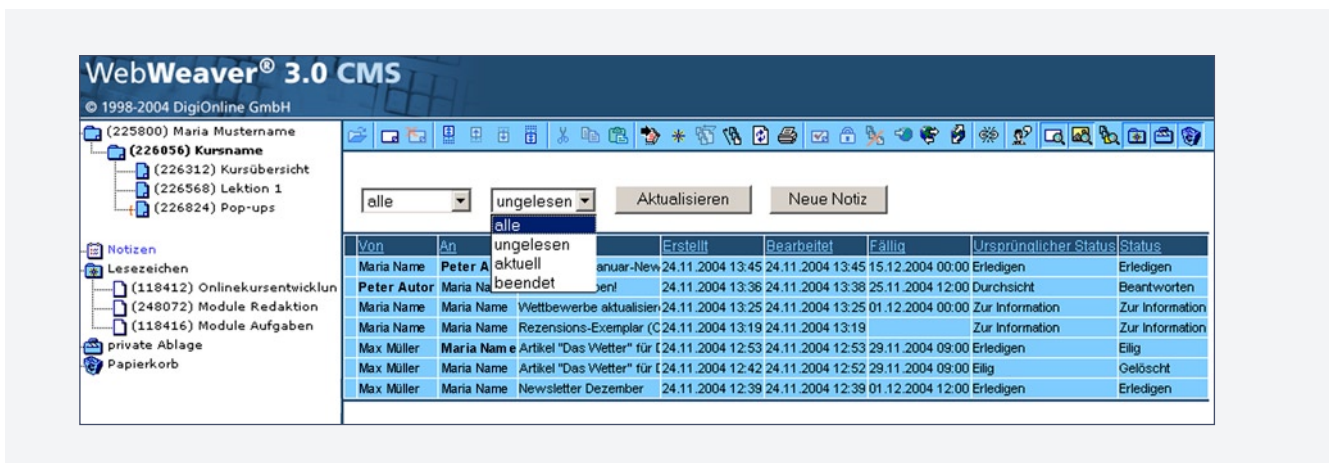 WebWeaver® 3.0 CMS
© 1998-2004 DigiOnline GmbH
(225800) Maria Mustername
(226056) Kursname
(226312) Kursübersicht
(226568) Lektion 1
(226824) Pop-ups
Notizen
Lesezeichen
(118412) Onlinekursentwicklun
(248072) Module Redaktion
(118416) Module Aufgaben
private Ablage
Papierkorb
alle ungelesen Aktualisieren Neue Notiz
alle
ungelesen
aktuell
beendet
Von An Erstellt Bearbeitet Fällig Ursprünglicher Status Status
Maria Name Peter A anuar-New 24.11.2004 13:45 24.11.2004 13:45 15.12.2004 00:00 Erledigen Erledigen
Peter Autor Maria Na ben! 24.11.2004 13:36 24.11.2004 13:38 25.11.2004 12:00 Durchsicht Beantworten
Maria Name Maria Name Wettbewerbe aktualisier 24.11.2004 13:25 24.11.2004 13:25 01.12.2004 00:00 Zur Information Zur Information
Maria Name Maria Name Rezensions-Exemplar (C 24.11.2004 13:19 24.11.2004 13:19 Zur Information Zur Information
Max Müller Maria Name Artikel "Das Wetter" für 24.11.2004 12:53 24.11.2004 12:53 29.11.2004 09:00 Erledigen Eilig
Max Müller Maria Name Artikel "Das Wetter" für 24.11.2004 12:42 24.11.2004 12:52 29.11.2004 09:00 Eilig Gelöscht
Max Müller Maria Name Newsletter Dezember 24.11.2004 12:39 24.11.2004 12:39 01.12.2004 12:00 Erledigen Erledigen